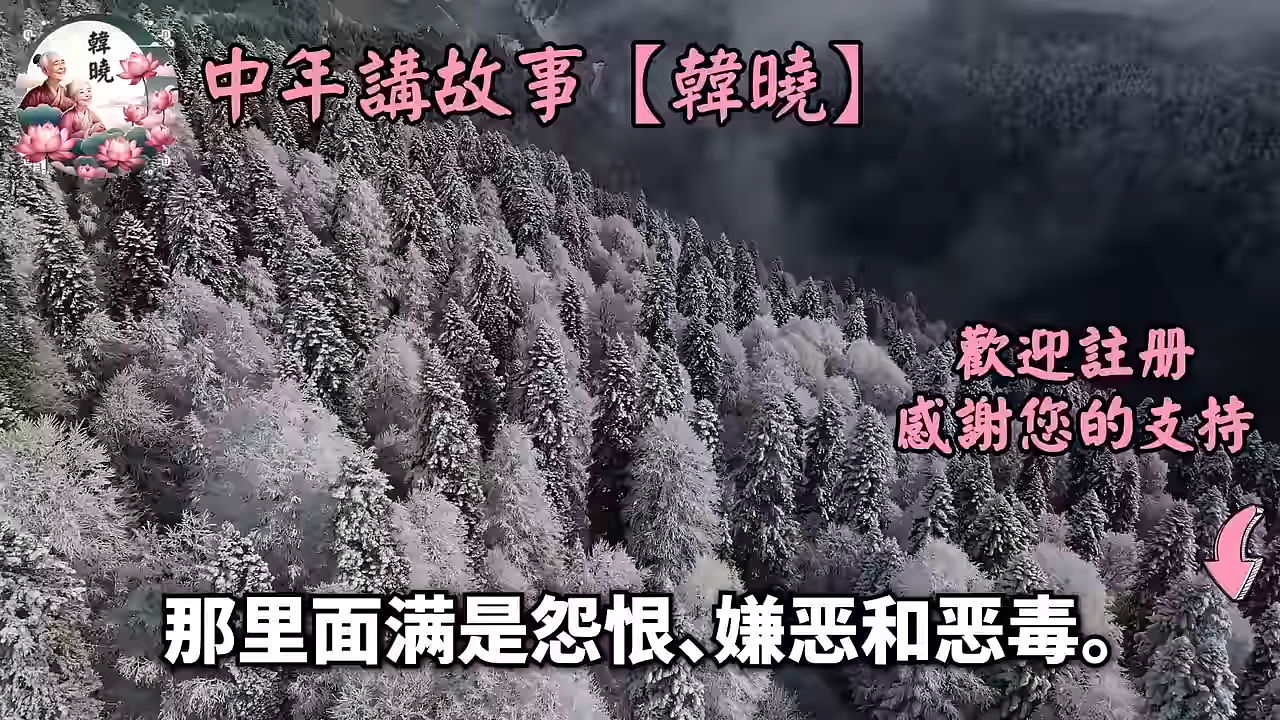 韓
曉
中年講故事【韓曉】
歡迎註册
感謝您的支持
那里面满是怨恨、嫌恶和恶毒。